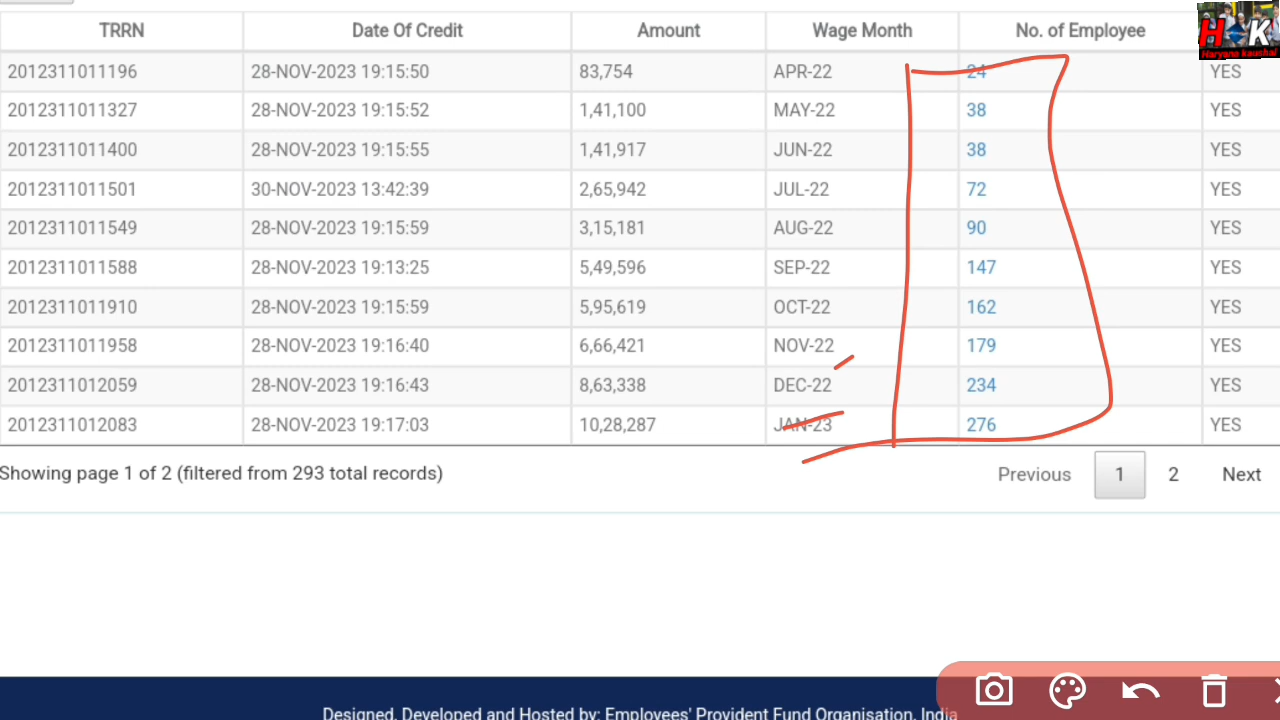 TRRN Date Of Credit Amount Wage Month No. of Employee
H K
Haryana kaushal
2012311011196 28-NOV-2023 19:15:50 83,754 APR-22 24 YES
2012311011327 28-NOV-2023 19:15:52 1,41,100 MAY-22 38 YES
2012311011400 28-NOV-2023 19:15:55 1,41,917 JUN-22 38 YES
2012311011501 30-NOV-2023 13:42:39 2,65,942 JUL-22 72 YES
2012311011549 28-NOV-2023 19:15:59 3,15,181 AUG-22 90 YES
2012311011588 28-NOV-2023 19:13:25 5,49,596 SEP-22 147 YES
2012311011910 28-NOV-2023 19:15:59 5,95,619 OCT-22 162 YES
2012311011958 28-NOV-2023 19:16:40 6,66,421 NOV-22 179 YES
2012311012059 28-NOV-2023 19:16:43 8,63,338 DEC-22 234 YES
2012311012083 28-NOV-2023 19:17:03 10,28,287 JAN-23 276 YES
Showing page 1 of 2 (filtered from 293 total records) Previous 1 2 Next
Designed, Developed and Hosted by: Employees' Provident Fund Organisation, India